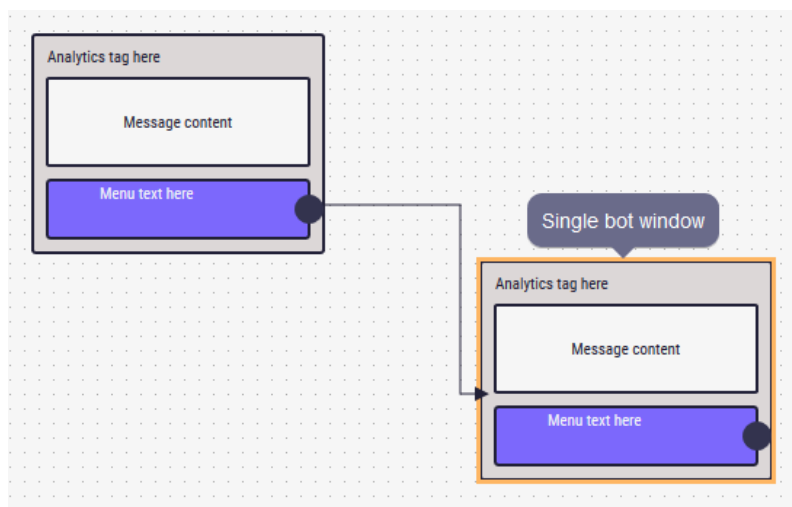 Analytics tag here
Message content
Menu text here
Single bot window
Analytics tag here
Message content
Menu text here